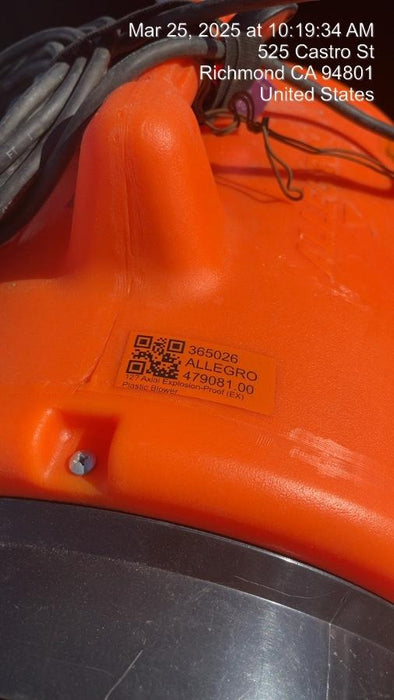 Mar 25, 2025 at 10:19:34 AM
525 Castro St
Richmond CA 94801
United States
365026
ALLEGRO
479081.00
12? Axial Explosion-Proof (EX)
Plastic Blower